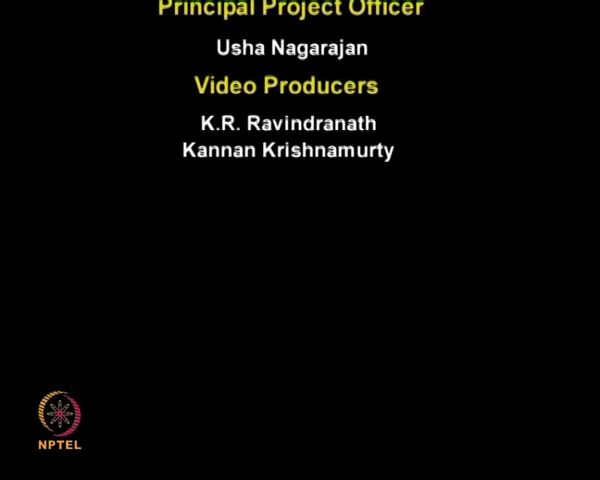 Principal Project Officer
Usha Nagarajan
Video Producers
K.R. Ravindranath
Kannan Krishnamurty
NPTEL